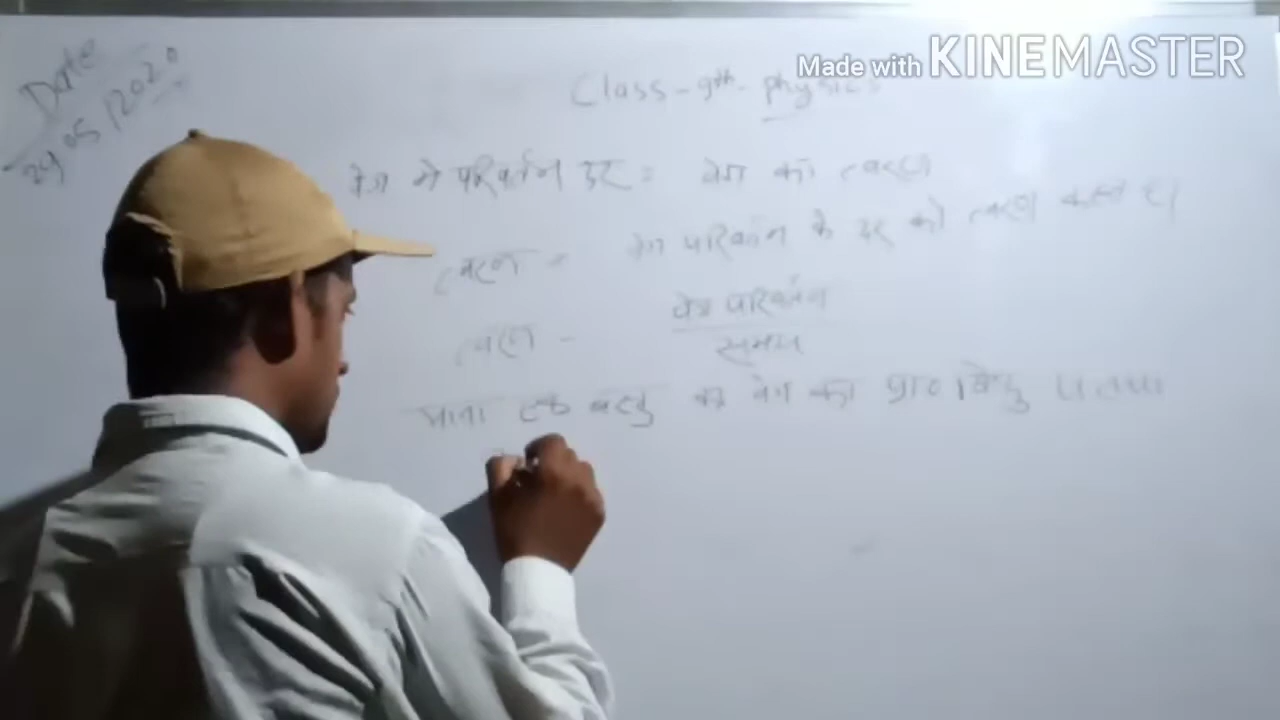 Made with KINEMASTER
Date
29/05/2020
Class-9th-physics
वेग मे परिवर्तन दर = वेग का त्वरण
त्वरण = वेग परिवर्तन के दर को त्वरण कहते है।
त्वरण = वेग परिवर्तन
समय
माना एक वस्तु का वेग का प्रा० बिन्दु